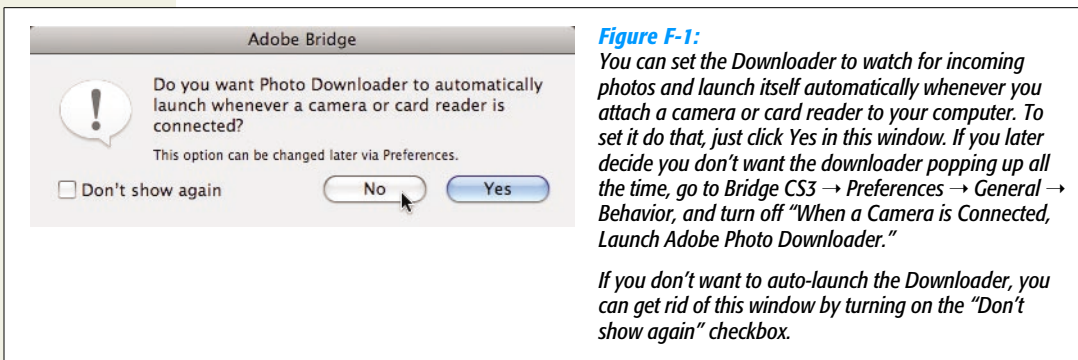 Adobe Bridge
Do you want Photo Downloader to automatically
launch whenever a camera or card reader is
connected?
This option can be changed later via Preferences.
Don't show again
No
Yes
Figure F-1:
You can set the Downloader to watch for incoming
photos and launch itself automatically whenever you
attach a camera or card reader to your computer. To
set it do that, just click Yes in this window. If you later
decide you don't want the downloader popping up all
the time, go to Bridge CS3 → Preferences → General →
Behavior, and turn off “When a Camera is Connected,
Launch Adobe Photo Downloader.”
If you don't want to auto-launch the Downloader, you
can get rid of this window by turning on the “Don't
show again” checkbox.